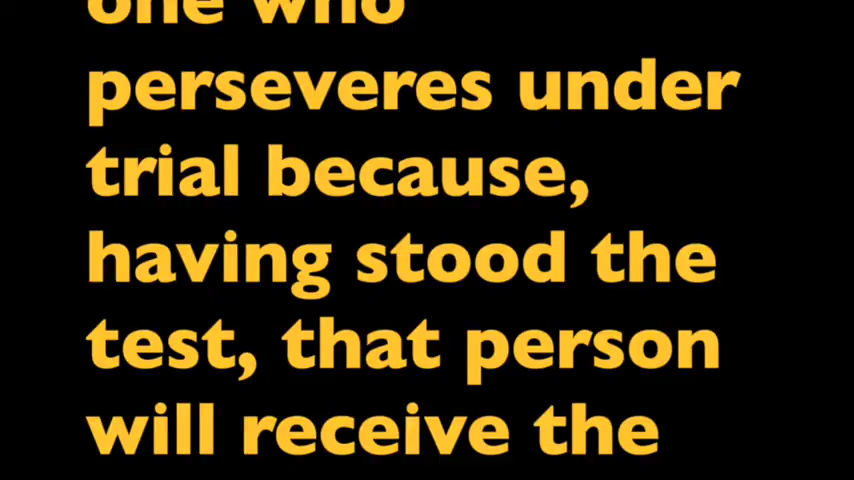 one who
perseveres under
trial because,
having stood the
test, that person
will receive the